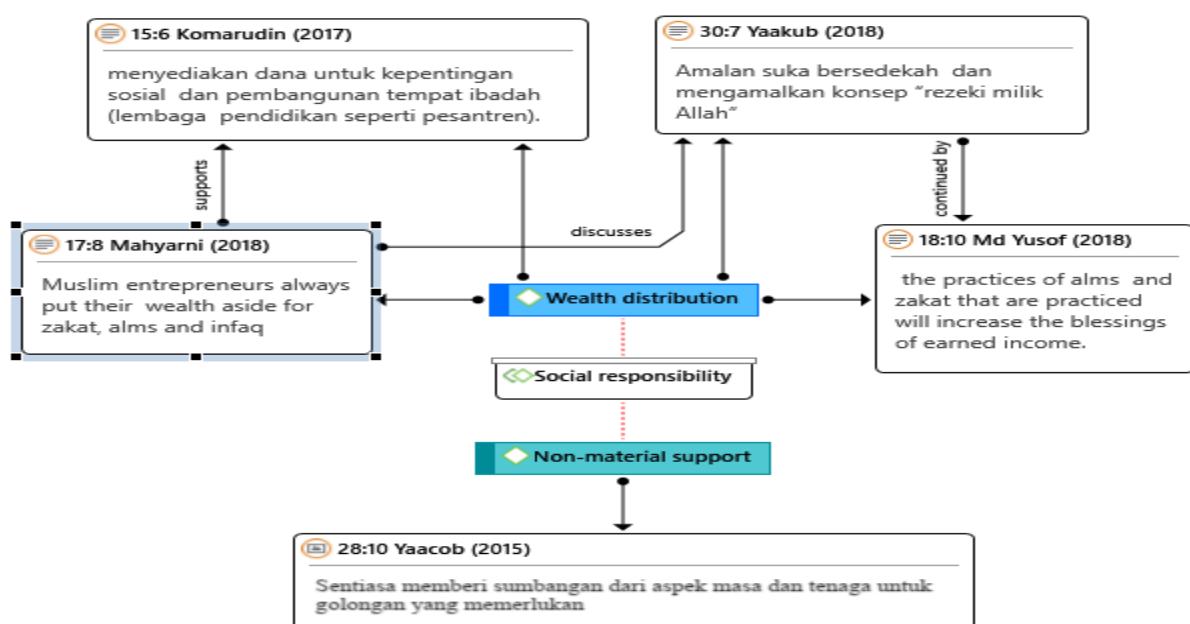 15:6 Komarudin (2017)
menyediakan dana untuk kepentingan
sosial dan pembangunan tempat ibadah
(lembaga pendidikan seperti pesantren).
30:7 Yaakub (2018)
Amalan suka bersedekah dan
mengamalkan konsep “rezeki milik
Allah”
supports
continued by
discusses
17:8 Mahyarni (2018)
Muslim entrepreneurs always
put their wealth aside for
zakat, alms and infaq
Wealth distribution
18:10 Md Yusof (2018)
the practices of alms and
zakat that are practiced
will increase the blessings
of earned income.
Social responsibility
Non-material support
28:10 Yaacob (2015)
Sentiasa memberi sumbangan dari aspek masa dan tenaga untuk
golongan yang memerlukan